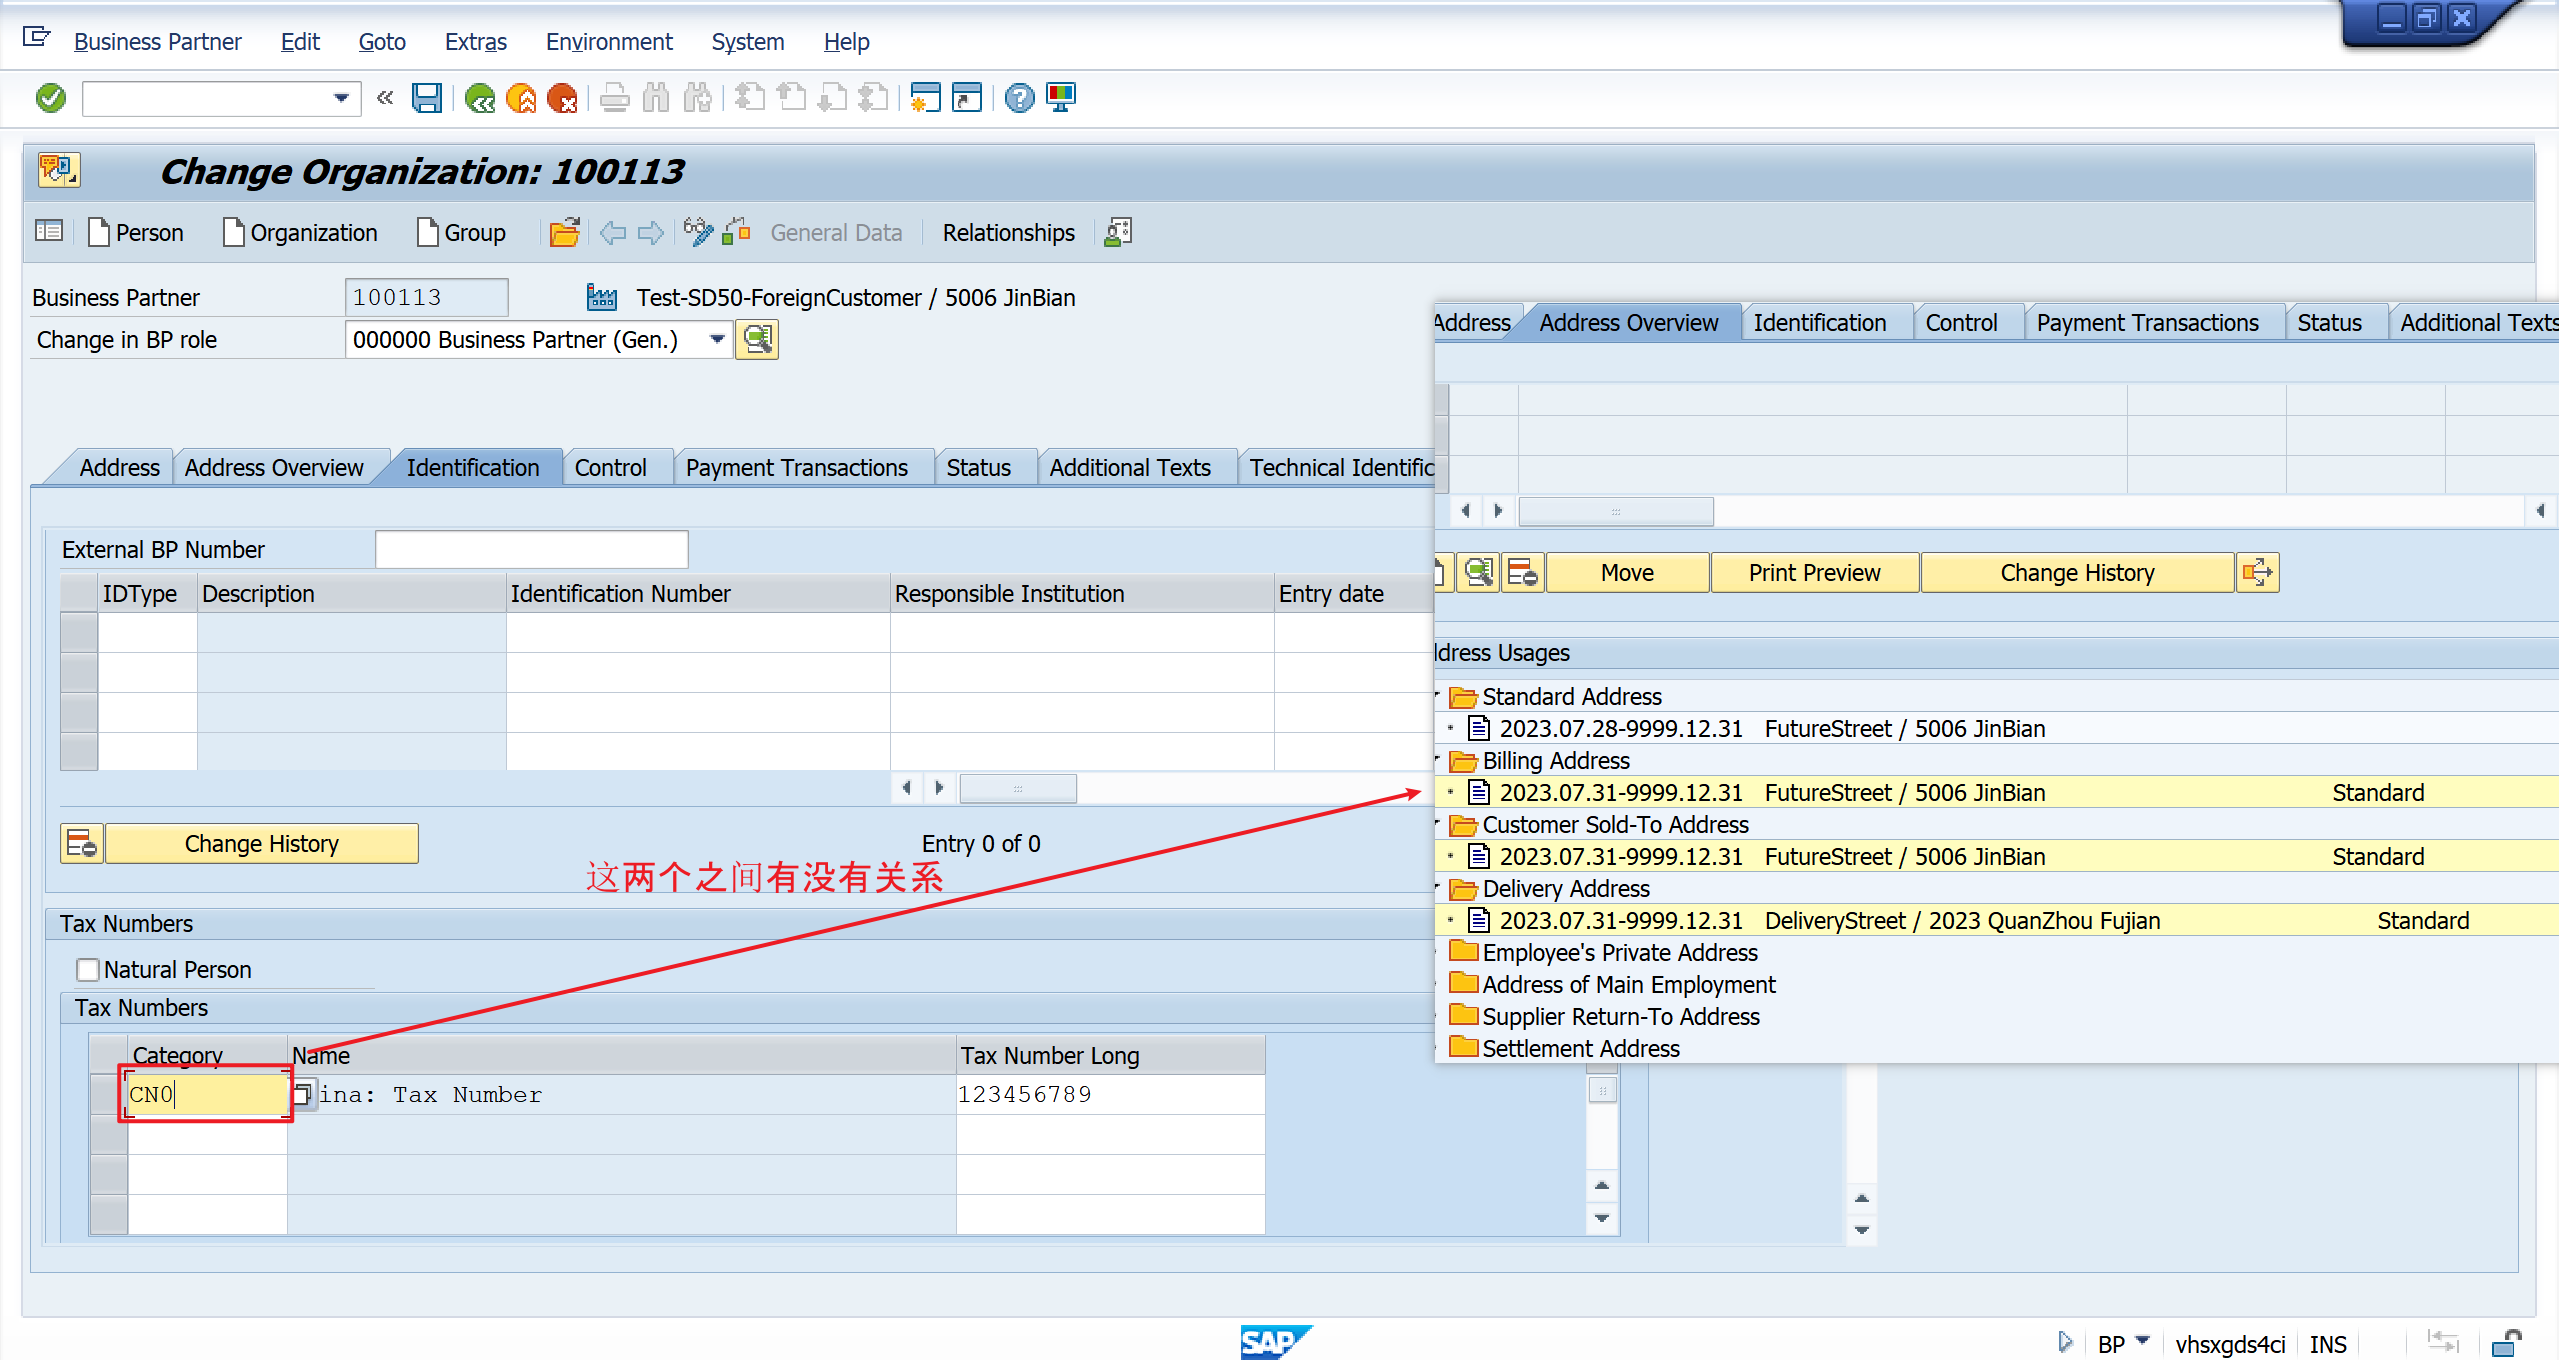 Business Partner Edit Goto Extras Environment System Help
Change Organization: 100113
Person Organization Group General Data Relationships
Business Partner 100113 Test-SD50-ForeignCustomer / 5006 JinBian
Change in BP role 000000 Business Partner (Gen.)
Address Address Overview Identification Control Payment Transactions Status Additional Texts Technical Identific
External BP Number
IDType Description Identification Number Responsible Institution Entry date
Change History Entry 0 of 0
这两个之间有没有关系
Tax Numbers
Natural Person
Tax Numbers
Category Name Tax Number Long
CN0 ina: Tax Number 123456789
Address Address Overview Identification Control Payment Transactions Status Additional Texts
Move Print Preview Change History
dress Usages
Standard Address
2023.07.28-9999.12.31 FutureStreet / 5006 JinBian
Billing Address
2023.07.31-9999.12.31 FutureStreet / 5006 JinBian Standard
Customer Sold-To Address
2023.07.31-9999.12.31 FutureStreet / 5006 JinBian Standard
Delivery Address
2023.07.31-9999.12.31 DeliveryStreet / 2023 QuanZhou Fujian Standard
Employee's Private Address
Address of Main Employment
Supplier Return-To Address
Settlement Address
SAP
BP vhsxgds4ci INS